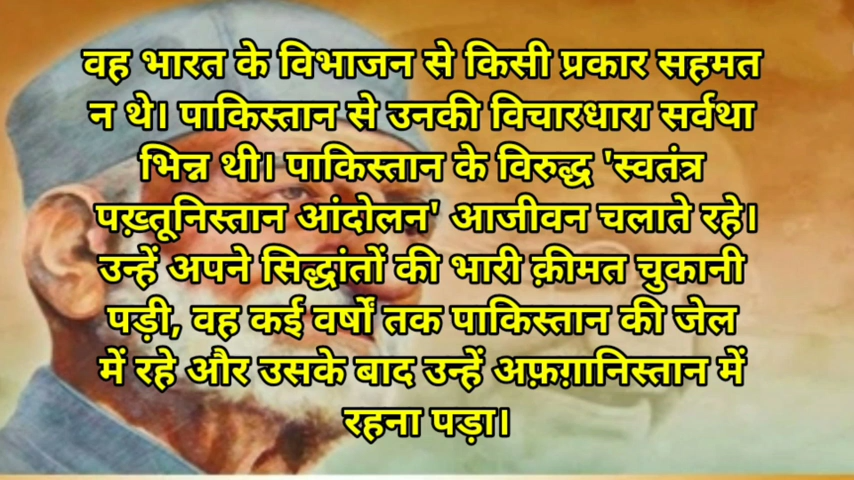 वह भारत के विभाजन से किसी प्रकार सहमत
न थे। पाकिस्तान से उनकी विचारधारा सर्वथा
भिन्न थी। पाकिस्तान के विरुद्ध 'स्वतंत्र
पख़्तूनिस्तान आंदोलन' आजीवन चलाते रहे।
उन्हें अपने सिद्धांतों की भारी क़ीमत चुकानी
पड़ी, वह कई वर्षों तक पाकिस्तान की जेल
में रहे और उसके बाद उन्हें अफ़ग़ानिस्तान में
रहना पड़ा।